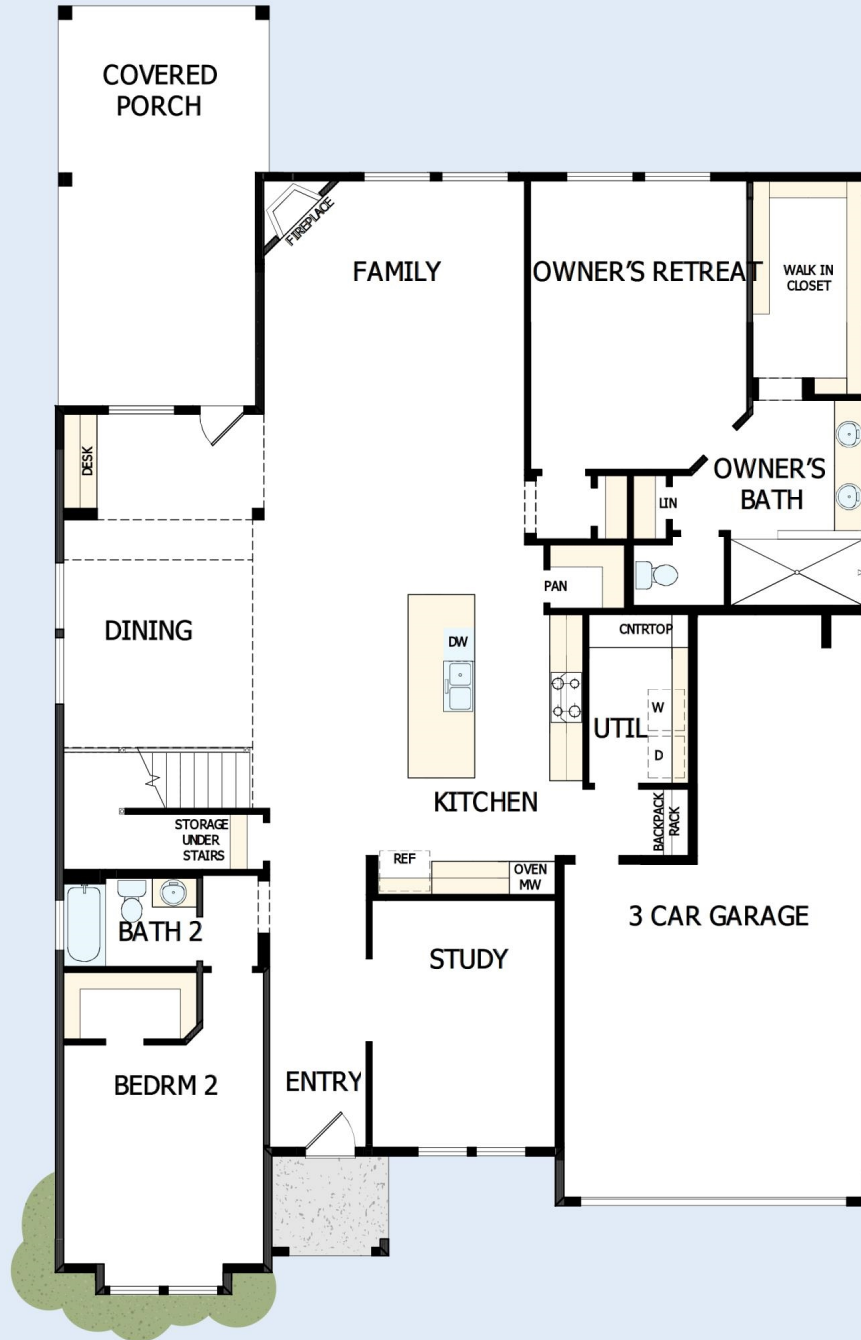 COVERED
PORCH
FIREPLACE
FAMILY
OWNER'S RETREAT
WALK IN
CLOSET
DESK
OWNER'S
BATH
LIN
PAN
DINING
DW
CNTRTOP
W
UTIL
D
KITCHEN
STORAGE
UNDER
STAIRS
BACKPACK
RACK
REF
OVEN
MW
3 CAR GARAGE
BATH 2
STUDY
BEDRM 2
ENTRY